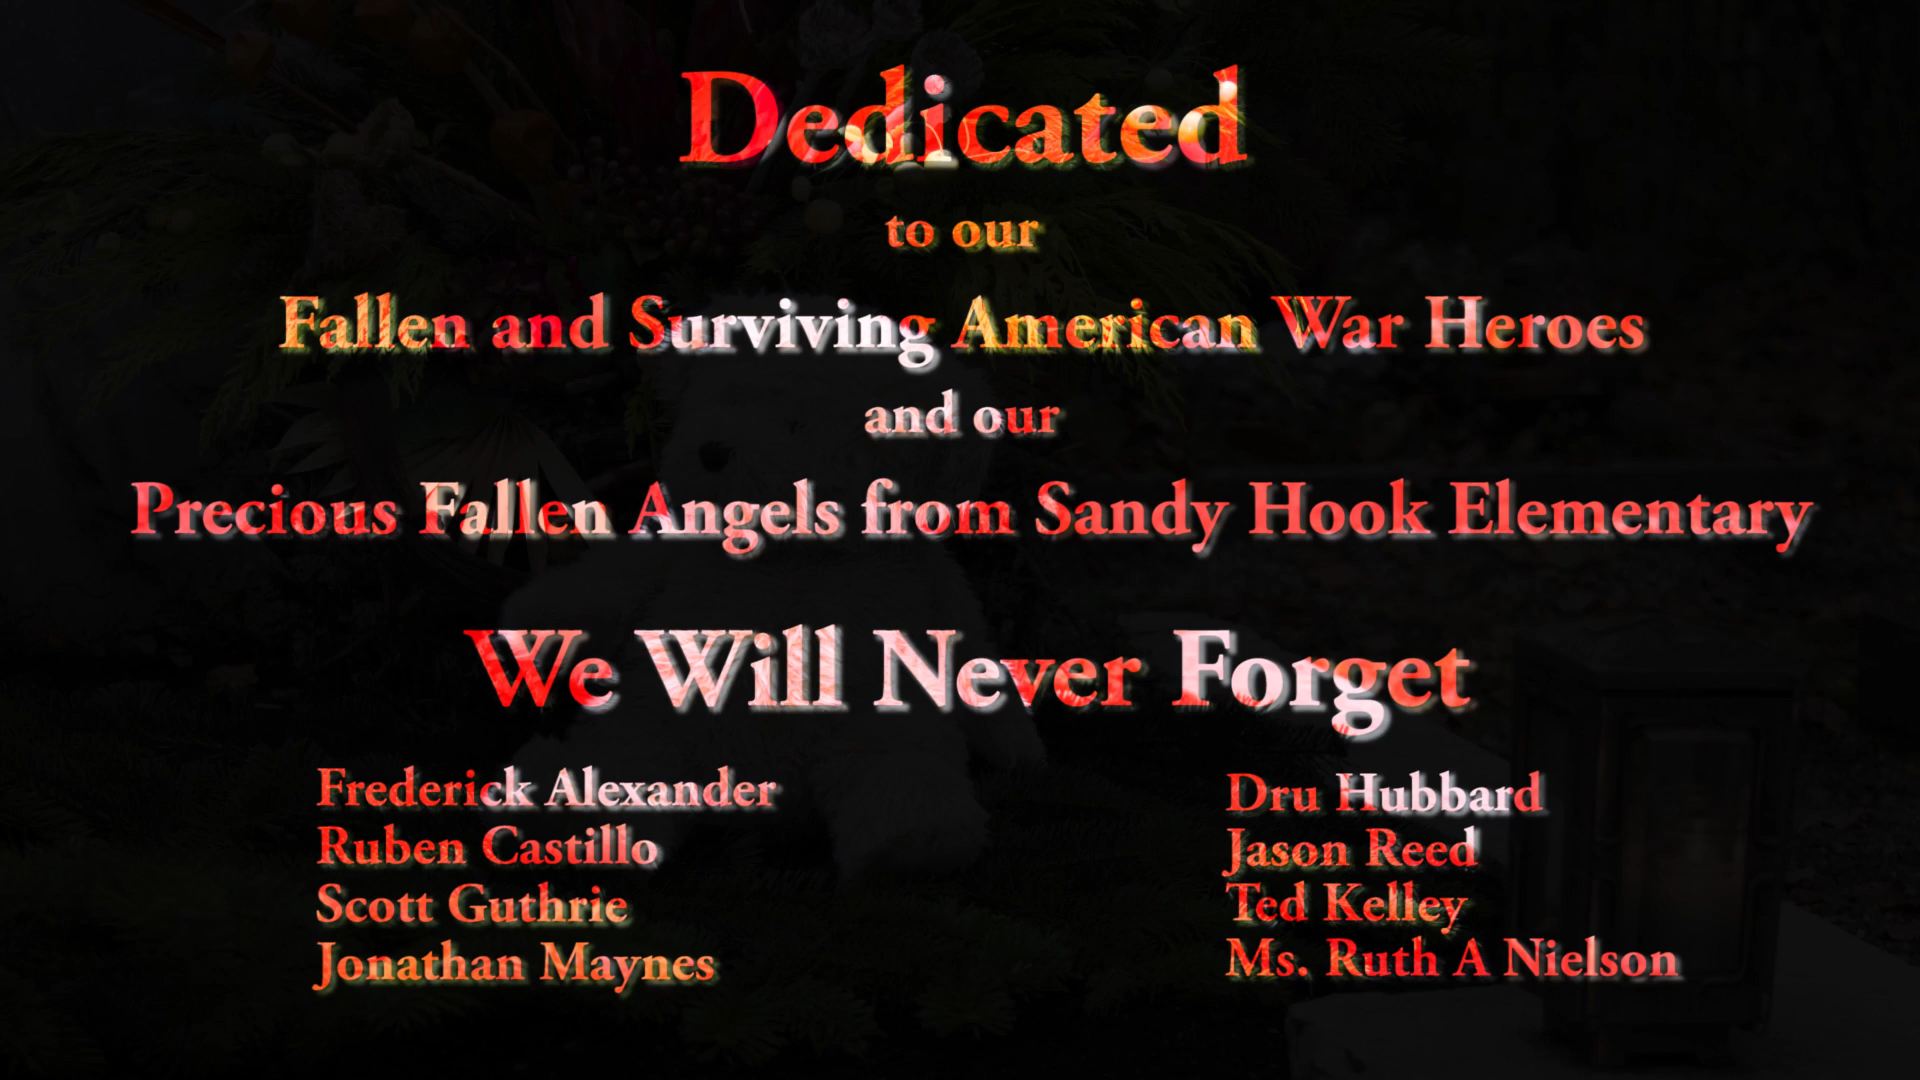 Dedicated
to our
Fallen and Surviving American War Heroes
and our
Precious Fallen Angels from Sandy Hook Elementary
We Will Never Forget
Frederick Alexander
Ruben Castillo
Scott Guthrie
Jonathan Maynes
Dru Hubbard
Jason Reed
Ted Kelley
Ms. Ruth A Nielson